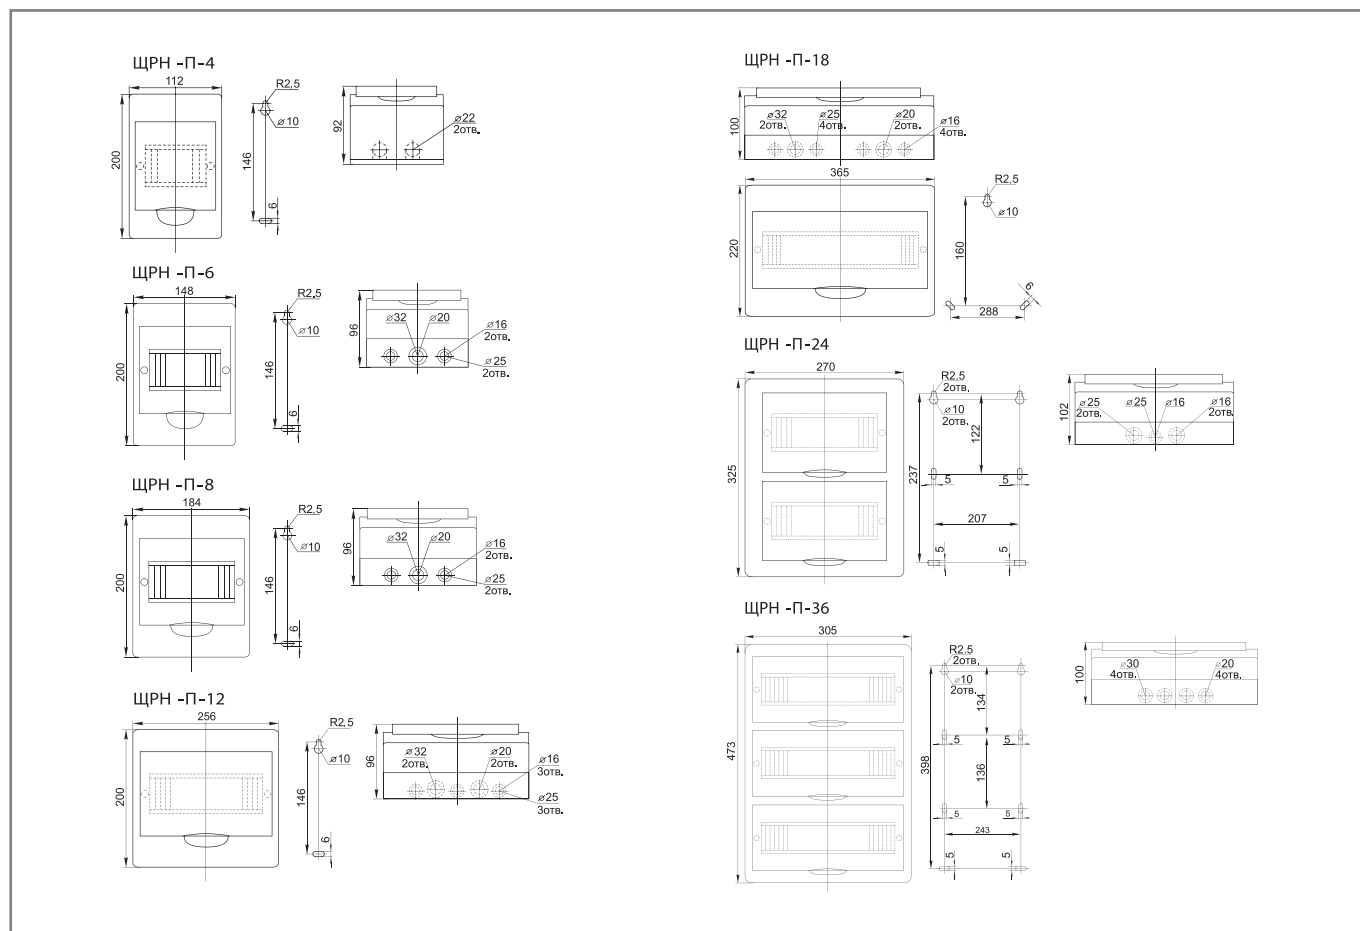 ЩРН -П-4
112
200
R2,5
⌀10
146
6
92
⌀22
2отв.
ЩРН -П-6
148
200
R2,5
⌀10
146
6
96
⌀32
⌀20
⌀16
2отв.
⌀25
2отв.
ЩРН -П-8
184
200
R2,5
⌀10
146
6
96
⌀32
⌀20
⌀16
2отв.
⌀25
2отв.
ЩРН -П-12
256
200
R2,5
⌀10
146
6
96
⌀32
2отв.
⌀20
2отв.
⌀16
3отв.
⌀25
3отв.
ЩРН -П-18
100
⌀32
2отв.
⌀25
4отв.
⌀20
2отв.
⌀16
4отв.
365
220
R2,5
⌀10
160
6
288
ЩРН -П-24
270
325
R2,5
2отв.
⌀10
2отв.
122
237
5
5
207
5
5
102
⌀25
2отв.
⌀25
⌀16
⌀16
2отв.
ЩРН -П-36
305
473
R2,5
2отв.
⌀10
2отв.
134
398
5
5
136
5
5
243
5
5
100
⌀30
4отв.
⌀20
4отв.